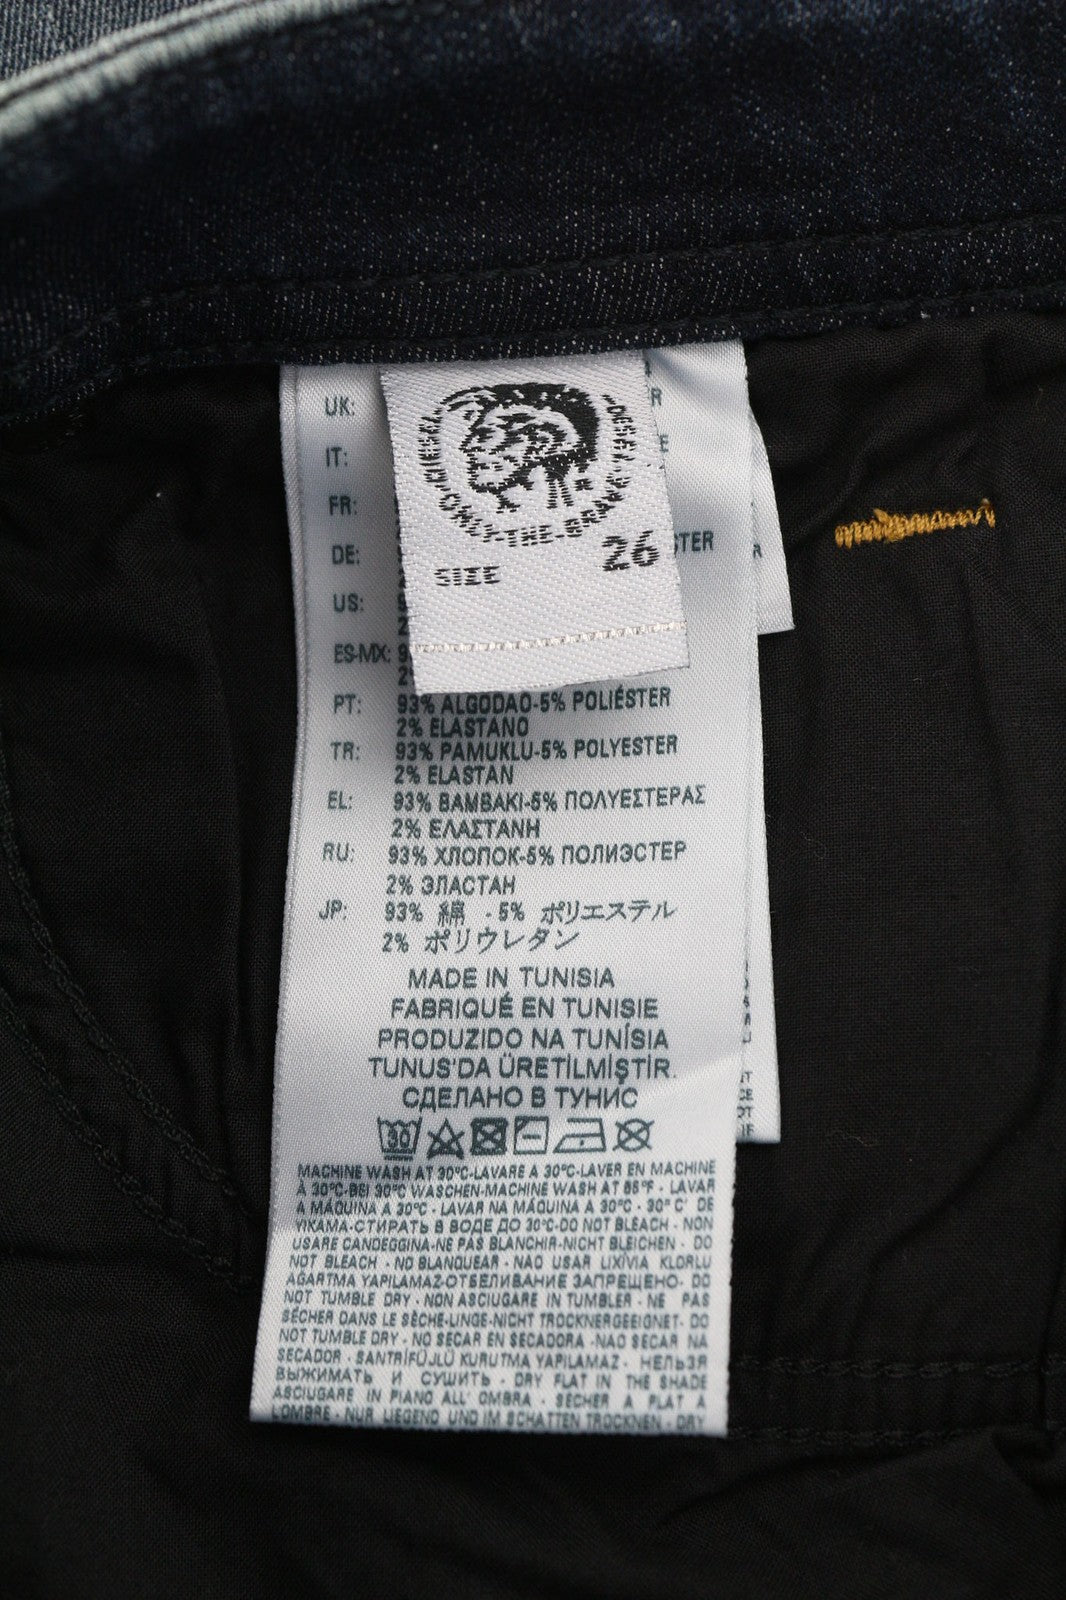 DIESEL
ONLY-THE-BRAVE
SIZE 26
UK:
IT:
FR:
DE: STER
US:
2
ES-MX: 9
2
PT: 93% ALGODAO-5% POLIÉSTER
2% ELASTANO
TR: 93% PAMUKLU-5% POLYESTER
2% ELASTAN
EL: 93% BAMBAKI-5% ΠΟΛΥΕΣΤΕΡΑΣ
2% ΕΛΑΣΤΑΝΗ
RU: 93% ХЛОПОК-5% ПОЛИЭСТЕР
2% ЭЛАСТАН
JP: 93% 綿 - 5% ポリエステル
2% ポリウレタン
MADE IN TUNISIA
FABRIQUÉ EN TUNISIE
PRODUZIDO NA TUNÍSIA
TUNUS'DA ÜRETİLMİŞTİR.
СДЕЛАНО В ТУНИС
30
MACHINE WASH AT 30°C-LAVARE A 30°C-LAVER EN MACHINE
À 30°C-BEI 30°C WASCHEN-MACHINE WASH AT 85°F - LAVAR
A MÁQUINA A 30°C - LAVAR NA MÁQUINA A 30°C - 30° C' DE
YIKAMA-СТИРАТЬ В ВОДЕ ДО 30°C-DO NOT BLEACH - NON
USARE CANDEGGINA-NE PAS BLANCHIR-NICHT BLEICHEN - DO
NOT BLEACH - NO BLANQUEAR - NAO USAR LIXÍVIA KLORLU
AGARTMA YAPILAMAZ-ОТБЕЛИВАНИЕ ЗАПРЕЩЕНО- DO
NOT TUMBLE DRY - NON ASCIUGARE IN TUMBLER - NE PAS
SÉCHER DANS LE SÈCHE-LINGE-NICHT TROCKNERGEEIGNET- DO
NOT TUMBLE DRY - NO SECAR EN SECADORA -NAO SECAR NA
SECADOR - SANTRİFÜJLÜ KURUTMA YAPILAMAZ - НЕЛЬЗЯ
ВЫЖИМАТЬ И СУШИТЬ - DRY FLAT IN THE SHADE
ASCIUGARE IN PIANO ALL' OMBRA - SÉCHER A PLAT A
L'OMBRE - NUR LIEGEND UND IM SCHATTEN TROCKNEN - DRY